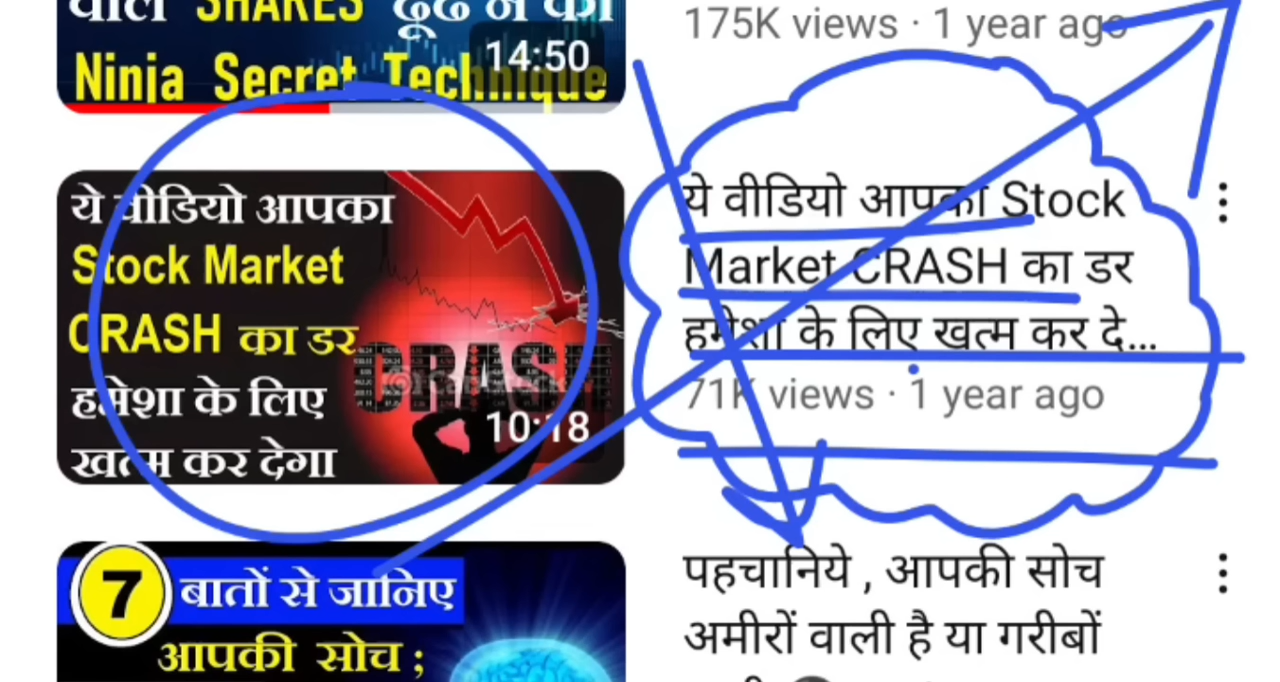 वाले SHARES ढूंढने का
Ninja Secret Technique
14:50
175K views · 1 year ago
ये वीडियो आपका
Stock Market
CRASH का डर
हमेशा के लिए
खत्म कर देगा
CRASH
10:18
ये वीडियो आपका Stock
Market CRASH का डर
हमेशा के लिए खत्म कर दे...
71K views · 1 year ago
7 बातों से जानिए
आपकी सोच ;
पहचानिये , आपकी सोच
अमीरों वाली है या गरीबों